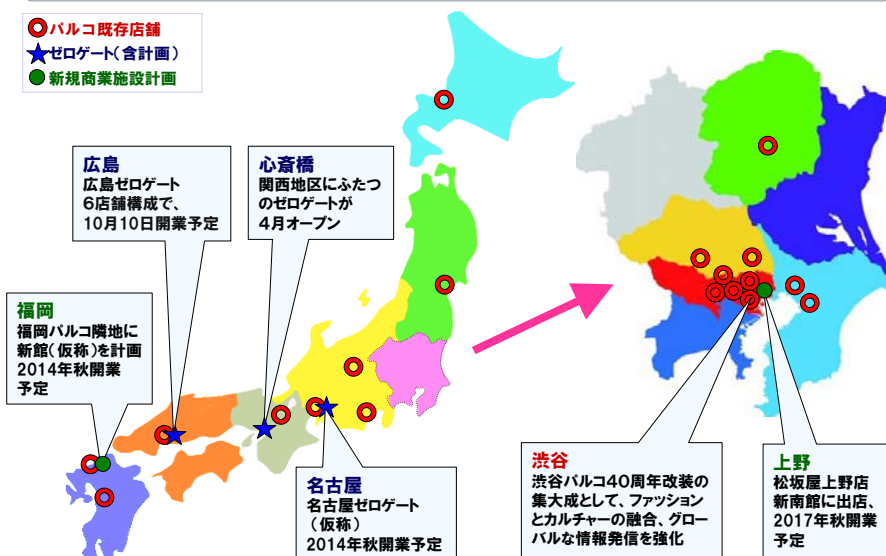 パルコ既存店舗
ゼロゲート(含計画)
新規商業施設計画
広島
広島ゼロゲート
6店舗構成で、
10月10日開業予定
心斎橋
関西地区にふたつ
のゼロゲートが
4月オープン
福岡
福岡パルコ隣地に
新館(仮称)を計画
2014年秋開業
予定
名古屋
名古屋ゼロゲート
(仮称)
2014年秋開業予定
渋谷
渋谷パルコ40周年改装の
集大成として、ファッション
とカルチャーの融合、グロー
バルな情報発信を強化
上野
松坂屋上野店
新南館に出店、
2017年秋開業
予定